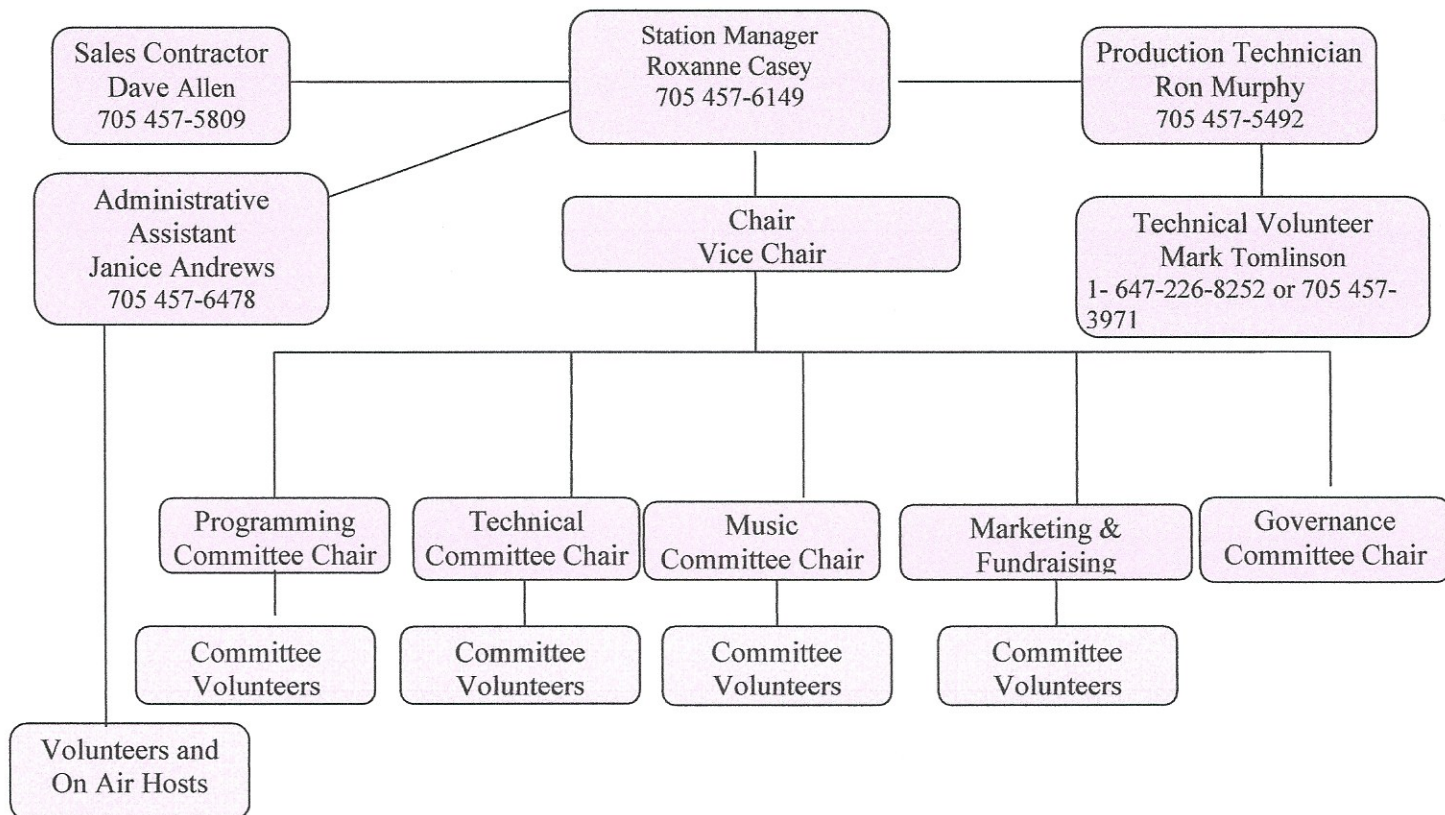 Sales Contractor
Dave Allen
705 457-5809
Station Manager
Roxanne Casey
705 457-6149
Production Technician
Ron Murphy
705 457-5492
Administrative
Assistant
Janice Andrews
705 457-6478
Chair
Vice Chair
Technical Volunteer
Mark Tomlinson
1- 647-226-8252 or 705 457-
3971
Programming
Committee Chair
Technical
Committee Chair
Music
Committee Chair
Marketing &
Fundraising
Governance
Committee Chair
Committee
Volunteers
Committee
Volunteers
Committee
Volunteers
Committee
Volunteers
Volunteers and
On Air Hosts